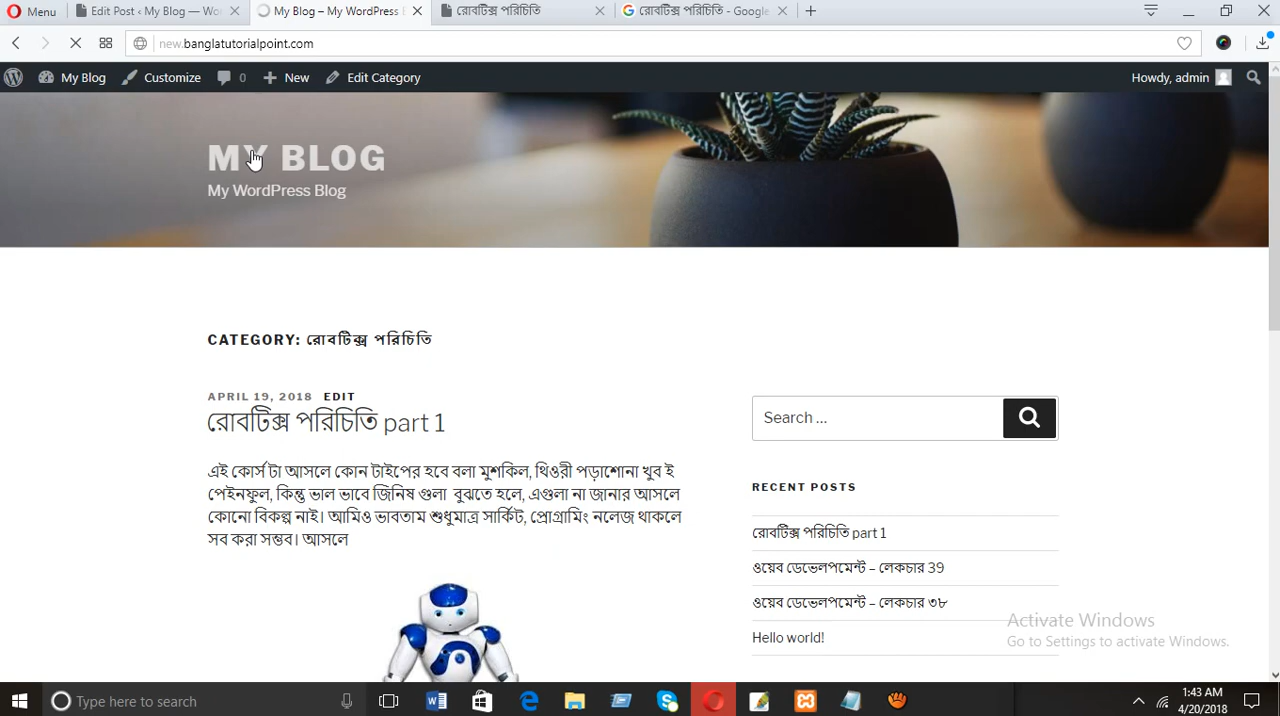 Menu
Edit Post ‹ My Blog — Wo
My Blog – My WordPress B
রোবটিক্স পরিচিতি
রোবটিক্স পরিচিতি - Google
new.banglatutorialpoint.com
My Blog
Customize
0
New
Edit Category
Howdy, admin
MY BLOG
My WordPress Blog
CATEGORY: রোবটিক্স পরিচিতি
APRIL 19, 2018 EDIT
রোবটিক্স পরিচিতি part 1
এই কোর্স টা আসলে কোন টাইপের হবে বলা মুশকিল, থিওরী পড়াশোনা খুব ই
পেইনফুল, কিন্তু ভাল ভাবে জিনিষ গুলা বুঝতে হলে, এগুলা না জানার আসলে
কোনো বিকল্প নাই। আমিও ভাবতাম শুধুমাত্র সার্কিট, প্রোগ্রামিং নলেজ থাকলে
সব করা সম্ভব। আসলে
Search …
RECENT POSTS
রোবটিক্স পরিচিতি part 1
ওয়েব ডেভেলপমেন্ট – লেকচার 39
ওয়েব ডেভেলপমেন্ট – লেকচার ৩৮
Hello world!
Activate Windows
Go to Settings to activate Windows.
Type here to search
1:43 AM
4/20/2018